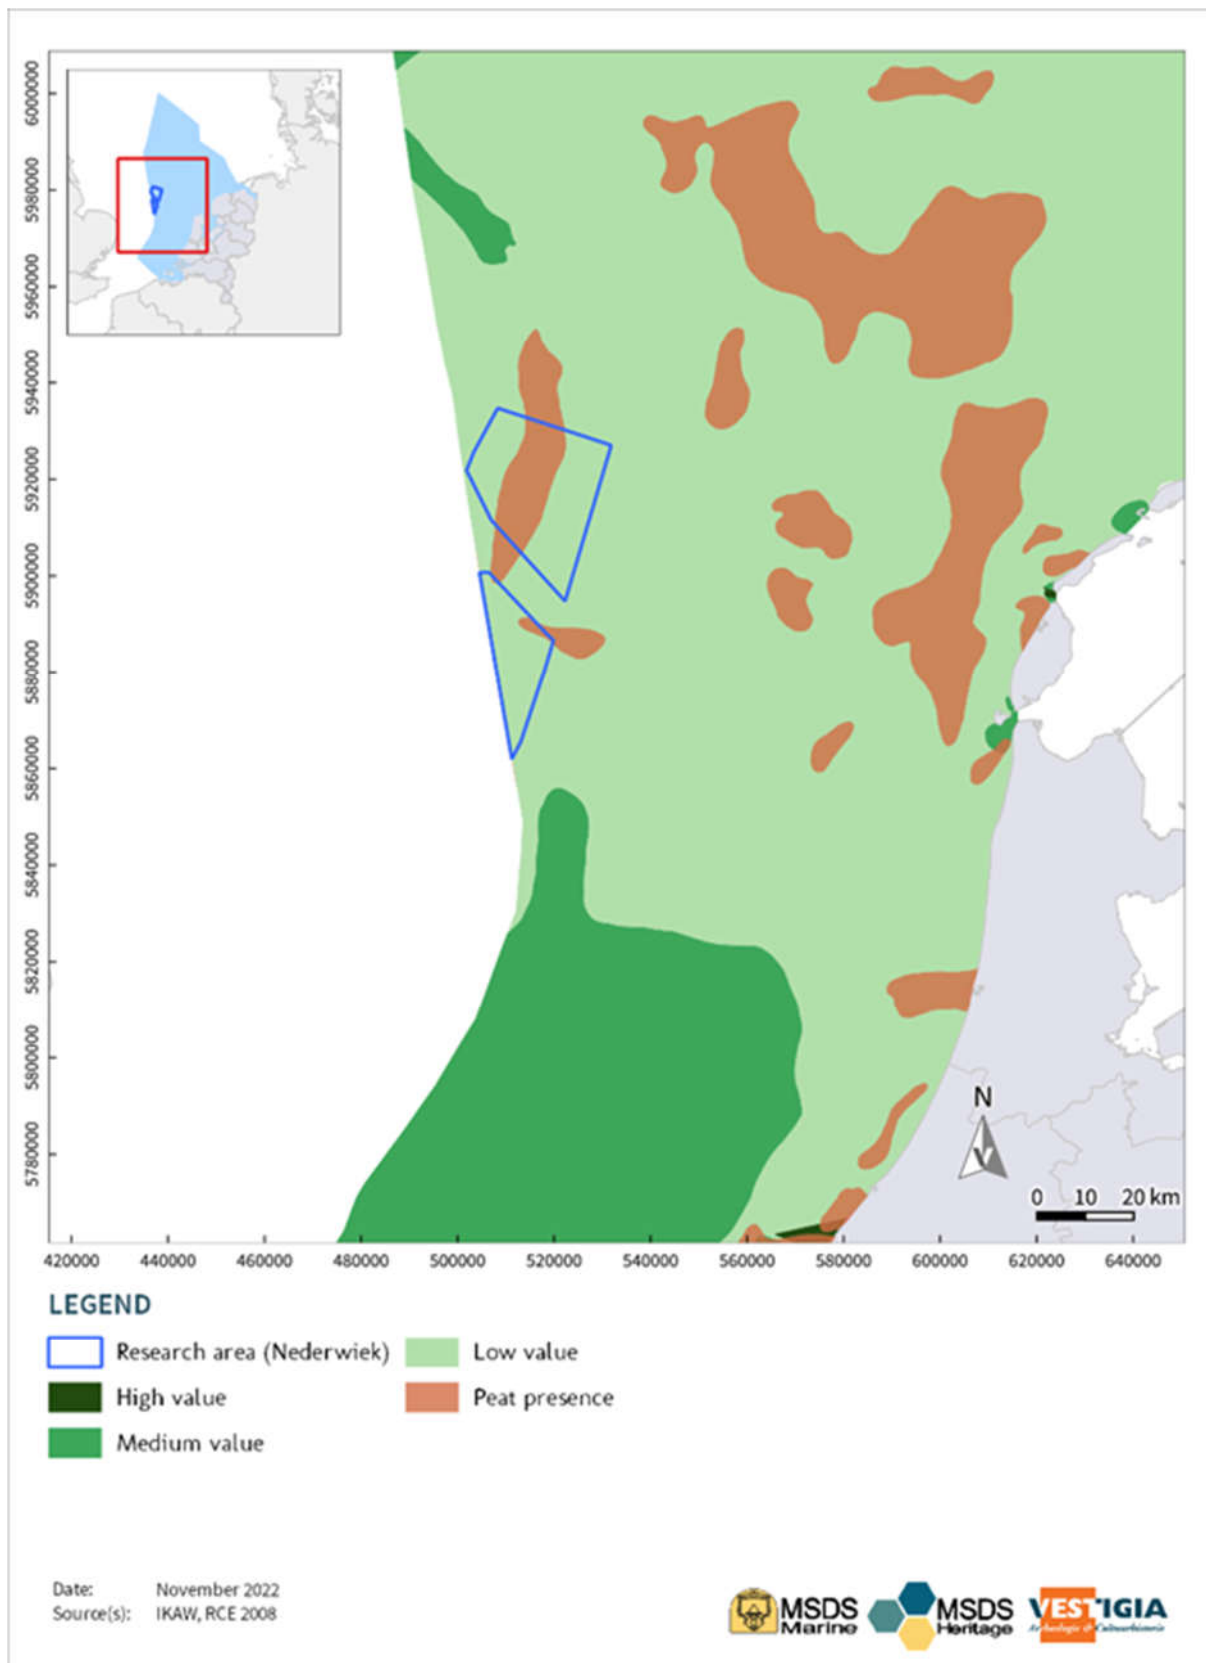 6000000
5980000
5960000
5940000
5920000
5900000
5880000
5860000
5840000
5820000
5800000
5780000
N
0 10 20 km
420000 440000 460000 480000 500000 520000 540000 560000 580000 600000 620000 640000
LEGEND
Research area (Nederwiek)
Low value
High value
Peat presence
Medium value
Date: November 2022
Source(s): IKAW, RCE 2008
MSDS
Marine
MSDS
Heritage
VESTIGIA
Archeologie & Cultuurhistorie